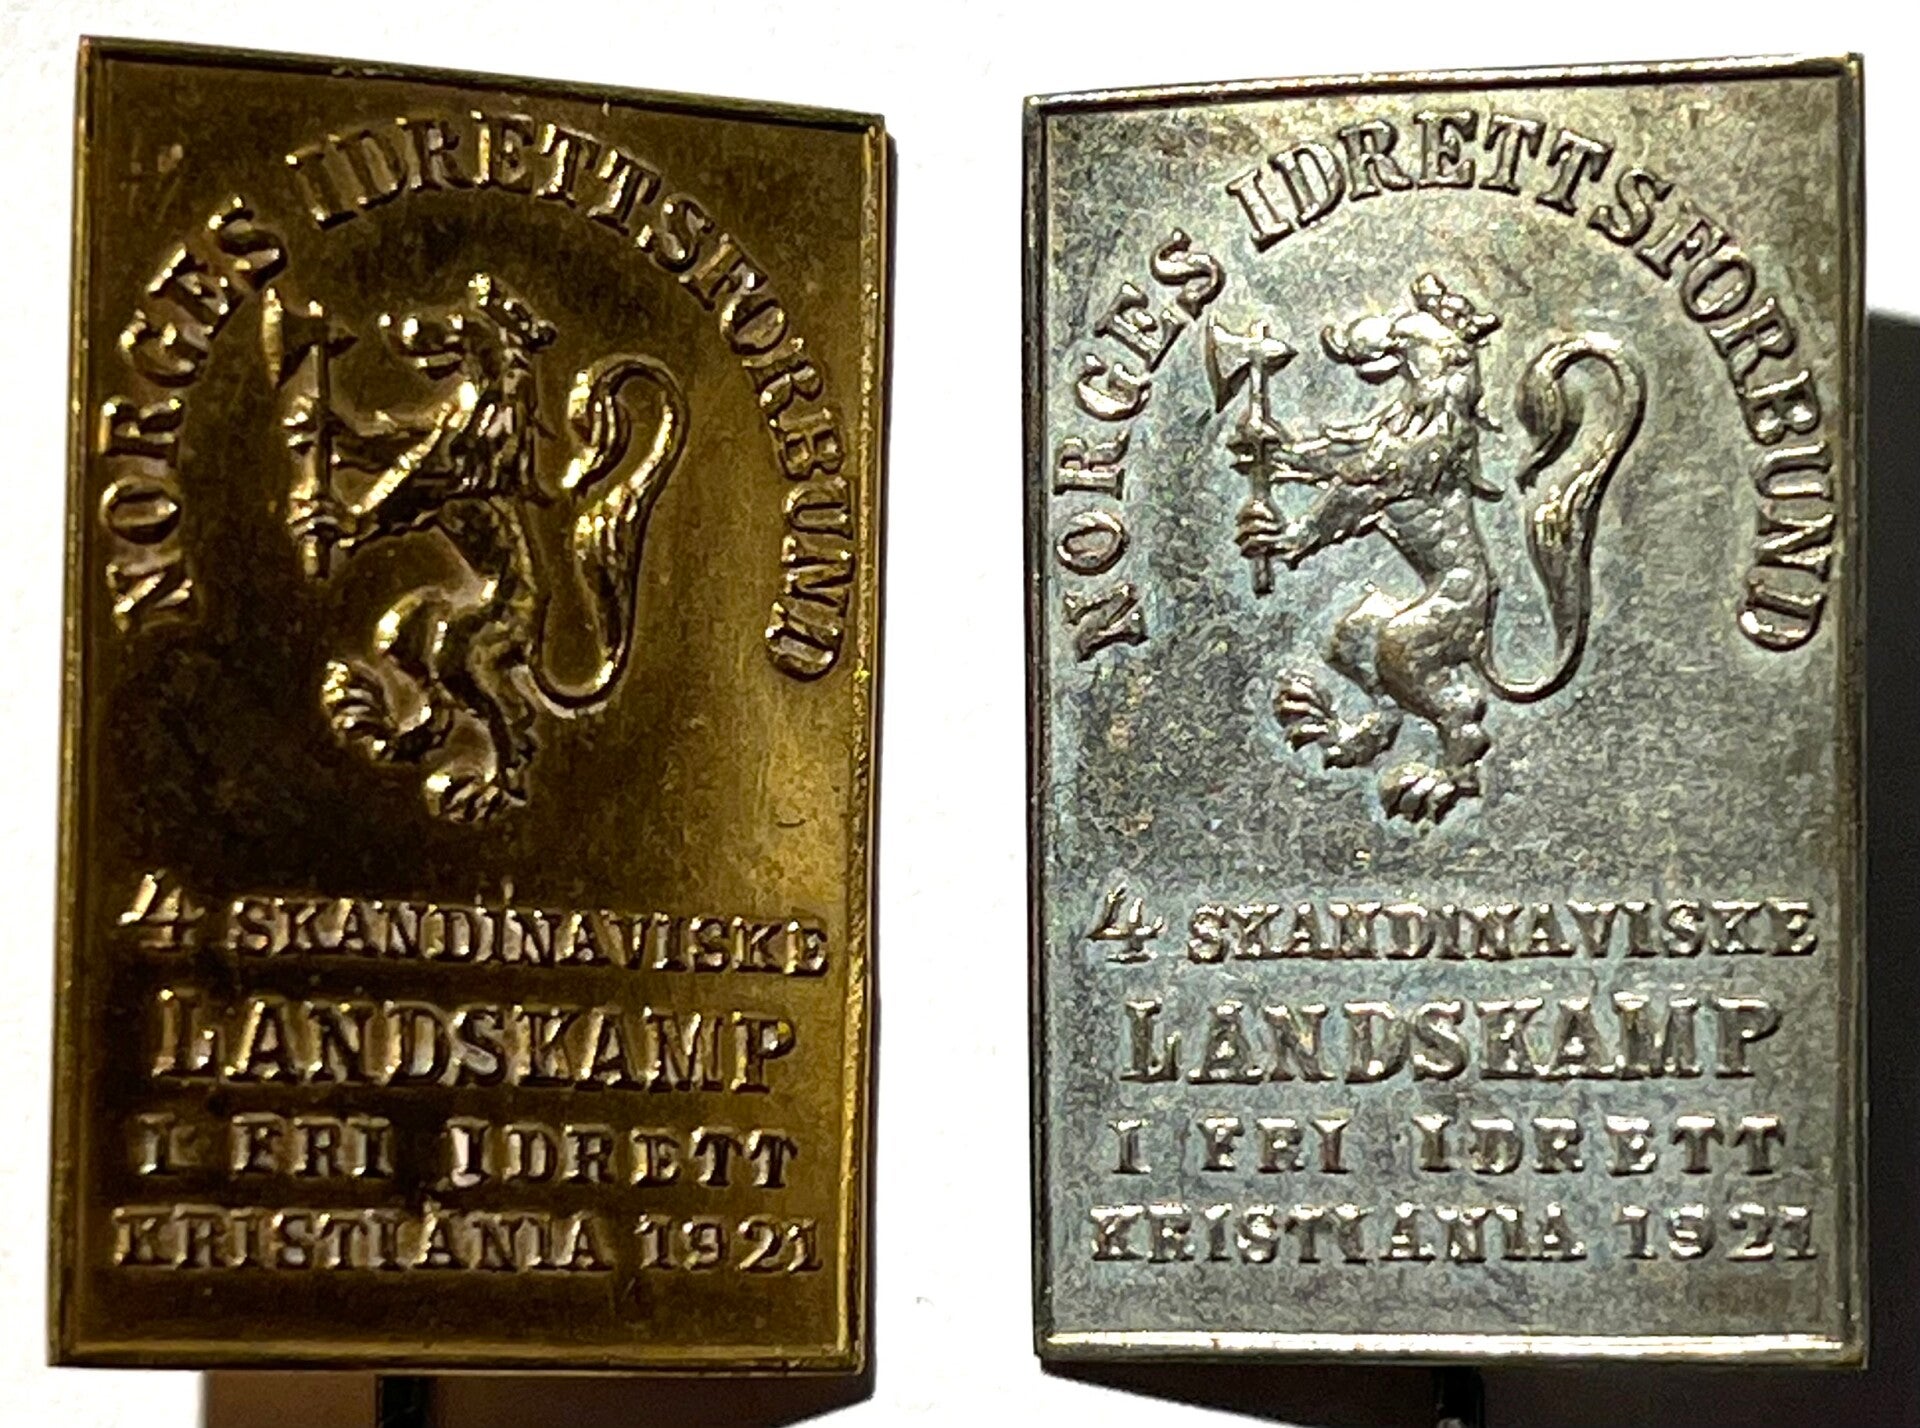 NORGES IDRETTSFORBUND
4 SKANDINAVISKE
LANDSKAMP
I FRI IDRETT
KRISTIANIA 1921
NORGES IDRETTSFORBUND
4 SKANDINAVISKE
LANDSKAMP
I FRI IDRETT
KRISTIANIA 1921